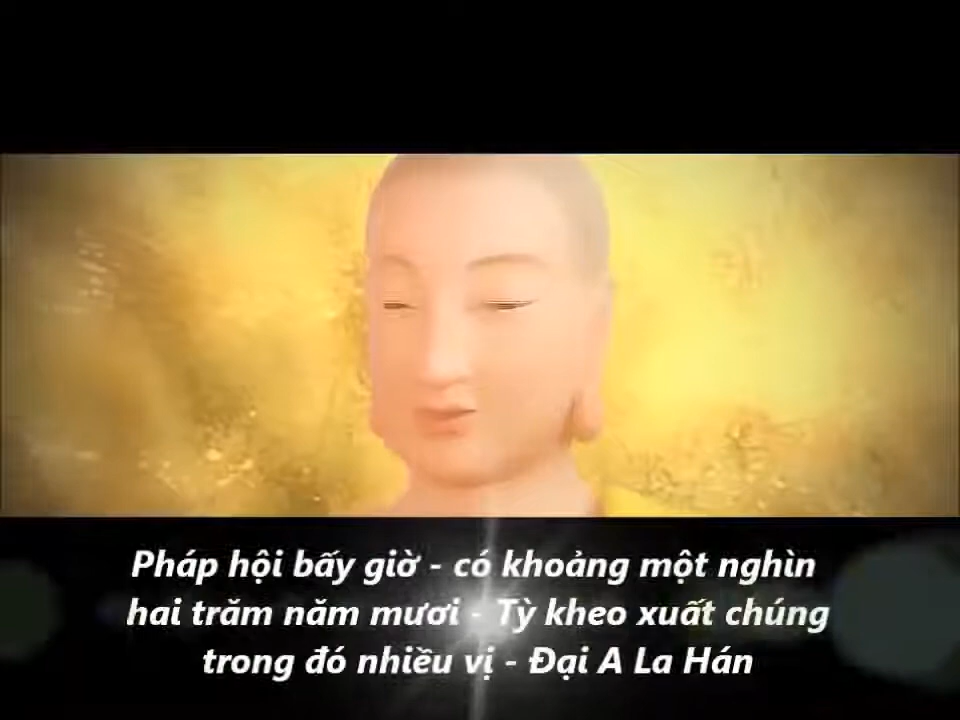 Pháp hội bấy giờ - có khoảng một nghìn
hai trăm năm mươi - Tỳ kheo xuất chúng
trong đó nhiều vị - Đại A La Hán